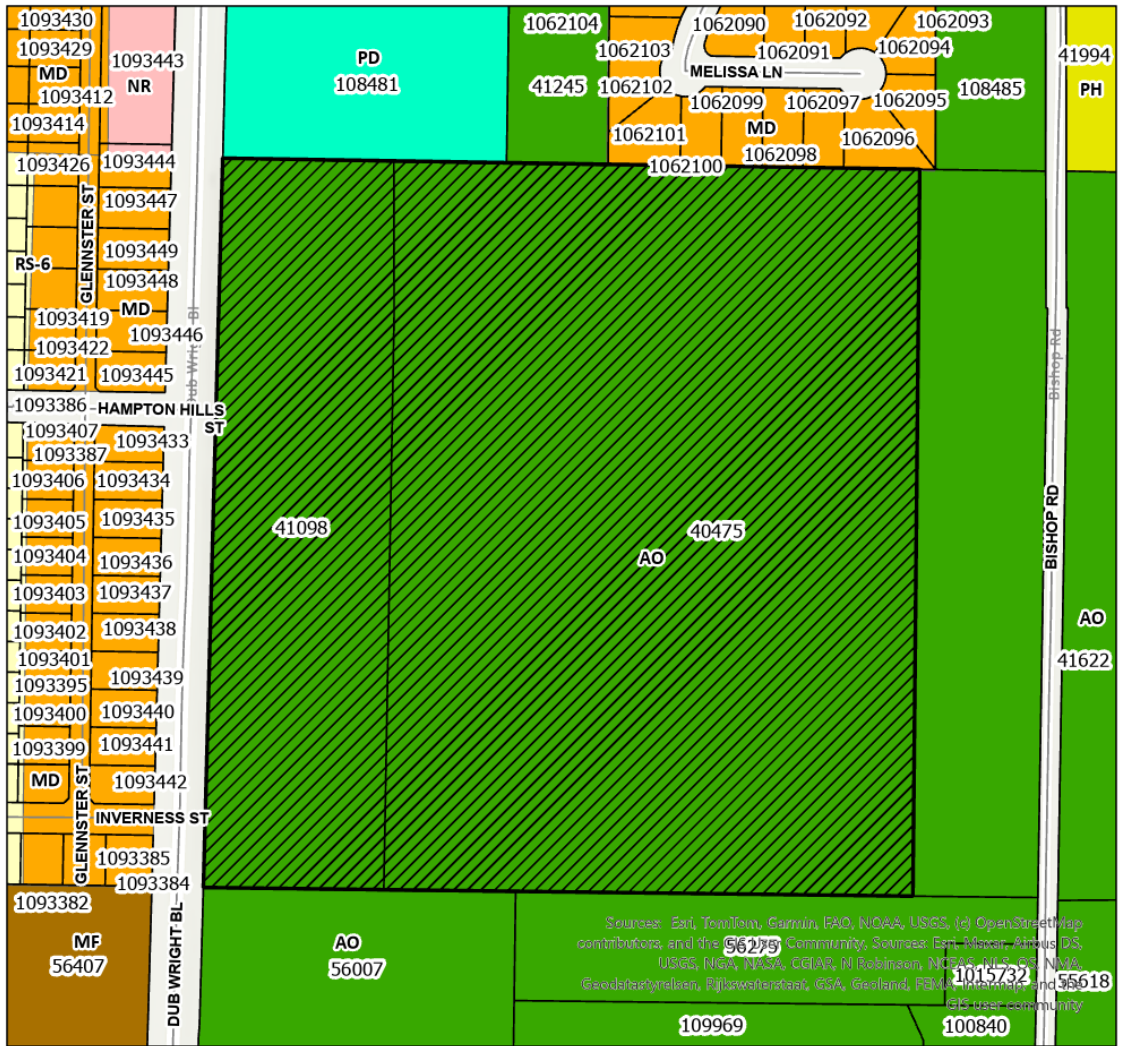 1093430
1093429
MD
1093412
1093414
1093426
1093443
NR
1093444
PD
108481
1062104
41245
1062103
1062102
1062101
1062090
1062092
1062093
1062091
1062094
MELISSA LN
1062099
1062097
1062095
MD
1062096
1062098
1062100
108485
41994
PH
GLENNSTER ST
1093447
1093449
RS-6
1093448
MD
1093419
1093446
1093422
1093421
1093445
Dub Wright Bl
Bishop Rd
1093386
HAMPTON HILLS
ST
1093407
1093433
1093387
1093406
1093434
1093405
1093435
1093404
1093436
1093403
1093437
1093402
1093438
1093401
1093439
1093395
1093400
1093440
1093399
1093441
MD
1093442
GLENNSTER ST
INVERNESS ST
1093385
1093384
1093382
41098
40475
AO
BISHOP RD
AO
41622
MF
56407
DUB WRIGHT BL
AO
56007
56275
1015732
55618
109969
100840
Sources: Esri, TomTom, Garmin, FAO, NOAA, USGS, (c) OpenStreetMap
contributors, and the GIS User Community, Sources: Esri, Maxar, Airbus DS,
USGS, NGA, NASA, CGIAR, N Robinson, NCEAS, NLS, OS, NMA,
Geodatastyrelsen, Rijkswaterstaat, GSA, Geoland, FEMA, Intermap, and the
GIS user community